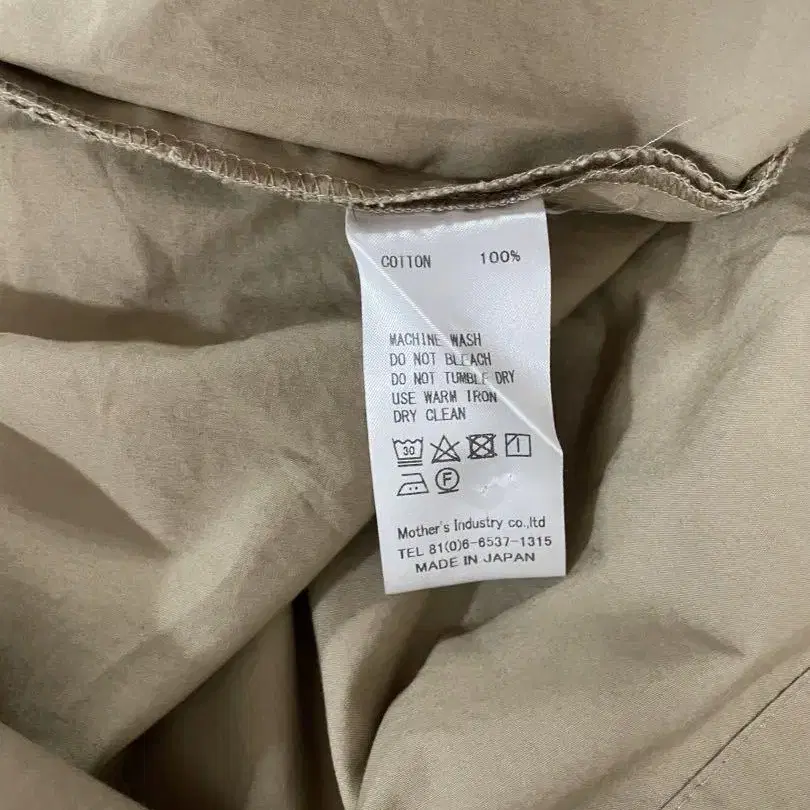 COTTON 100%
MACHINE WASH
DO NOT BLEACH
DO NOT TUMBLE DRY
USE WARM IRON
DRY CLEAN
30
F
Mother's Industry co.,ltd
TEL 81(0)6-6537-1315
MADE IN JAPAN